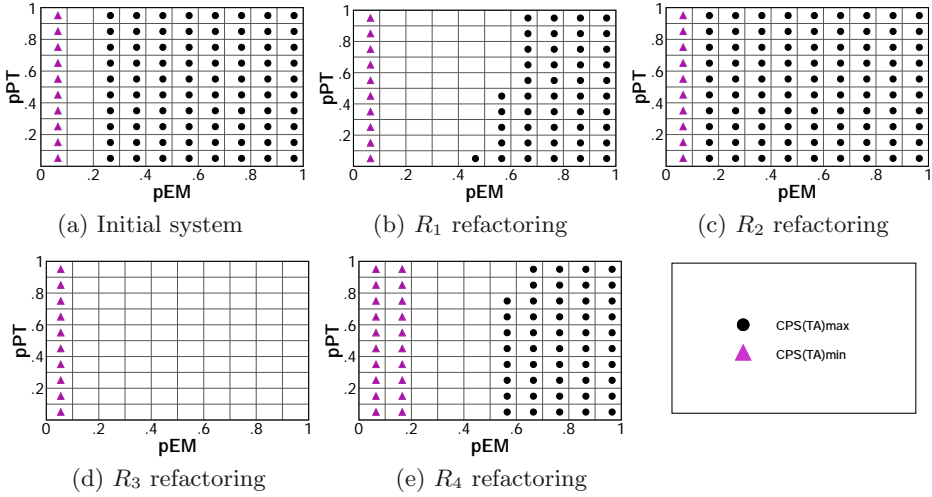 1
.8
.6
.4
.2
pPT
0 .2 .4 .6 .8 1
pEM
(a) Initial system
1
.8
.6
.4
.2
pPT
0 .2 .4 .6 .8 1
pEM
(b) R1 refactoring
1
.8
.6
.4
.2
pPT
0 .2 .4 .6 .8 1
pEM
(c) R2 refactoring
1
.8
.6
.4
.2
pPT
0 .2 .4 .6 .8 1
pEM
(d) R3 refactoring
1
.8
.6
.4
.2
pPT
0 .2 .4 .6 .8 1
pEM
(e) R4 refactoring
CPS(TA)max
CPS(TA)min